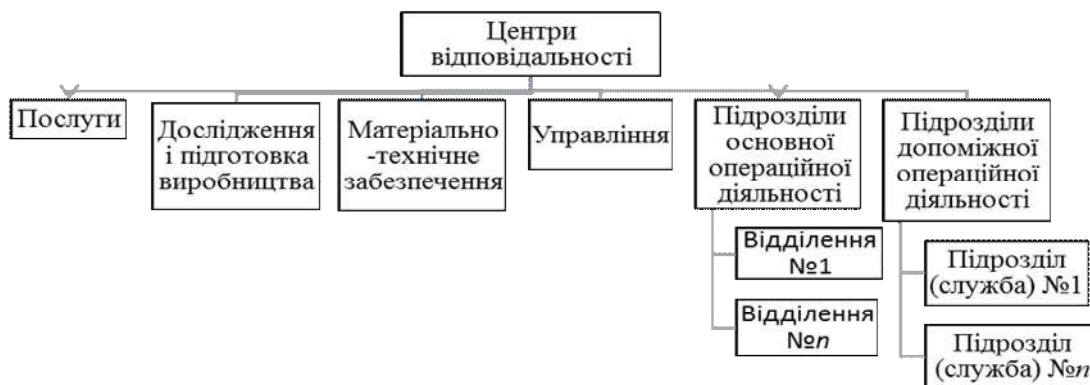 Центри
відповідальності
Послуги
Дослідження
і підготовка
виробництва
Матеріально
-технічне
забезпечення
Управління
Підрозділи
основної
операційної
діяльності
Підрозділи
допоміжної
операційної
діяльності
Відділення
№1
Відділення
№n
Підрозділ
(служба) №1
Підрозділ
(служба) №n